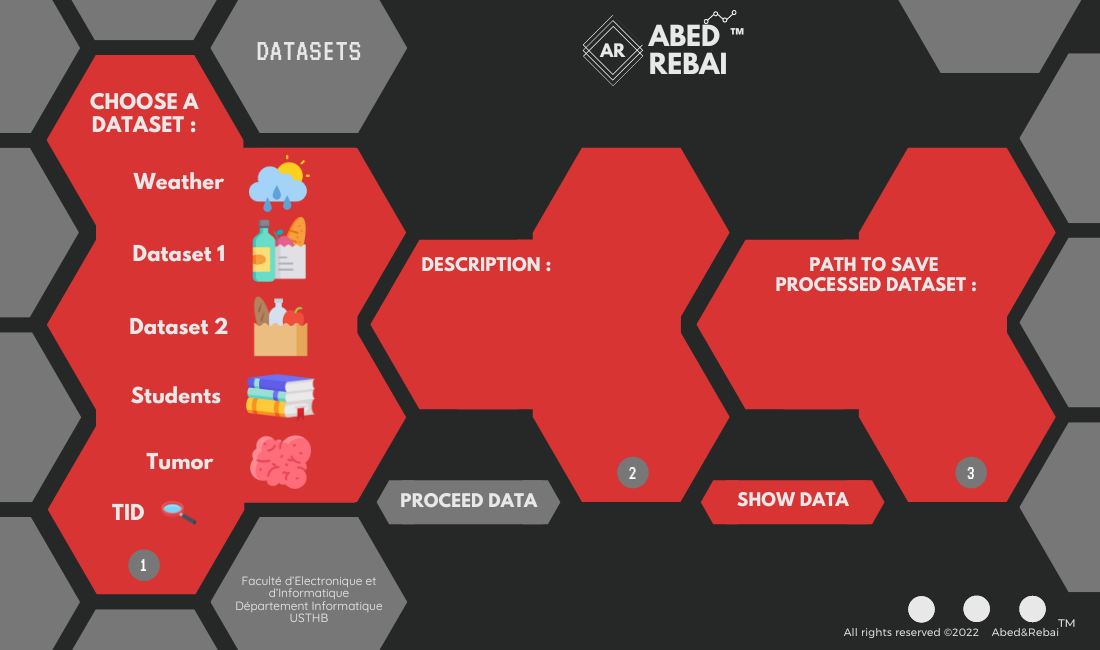 DATASETS
AR
ABED ™
REBAI
CHOOSE A
DATASET :
Weather
Dataset 1
Dataset 2
Students
Tumor
TID
1
DESCRIPTION :
2
PROCEED DATA
PATH TO SAVE
PROCESSED DATASET :
3
SHOW DATA
Faculté d'Electronique et
d'Informatique
Département Informatique
USTHB
All rights reserved ©2022 Abed&Rebai TM